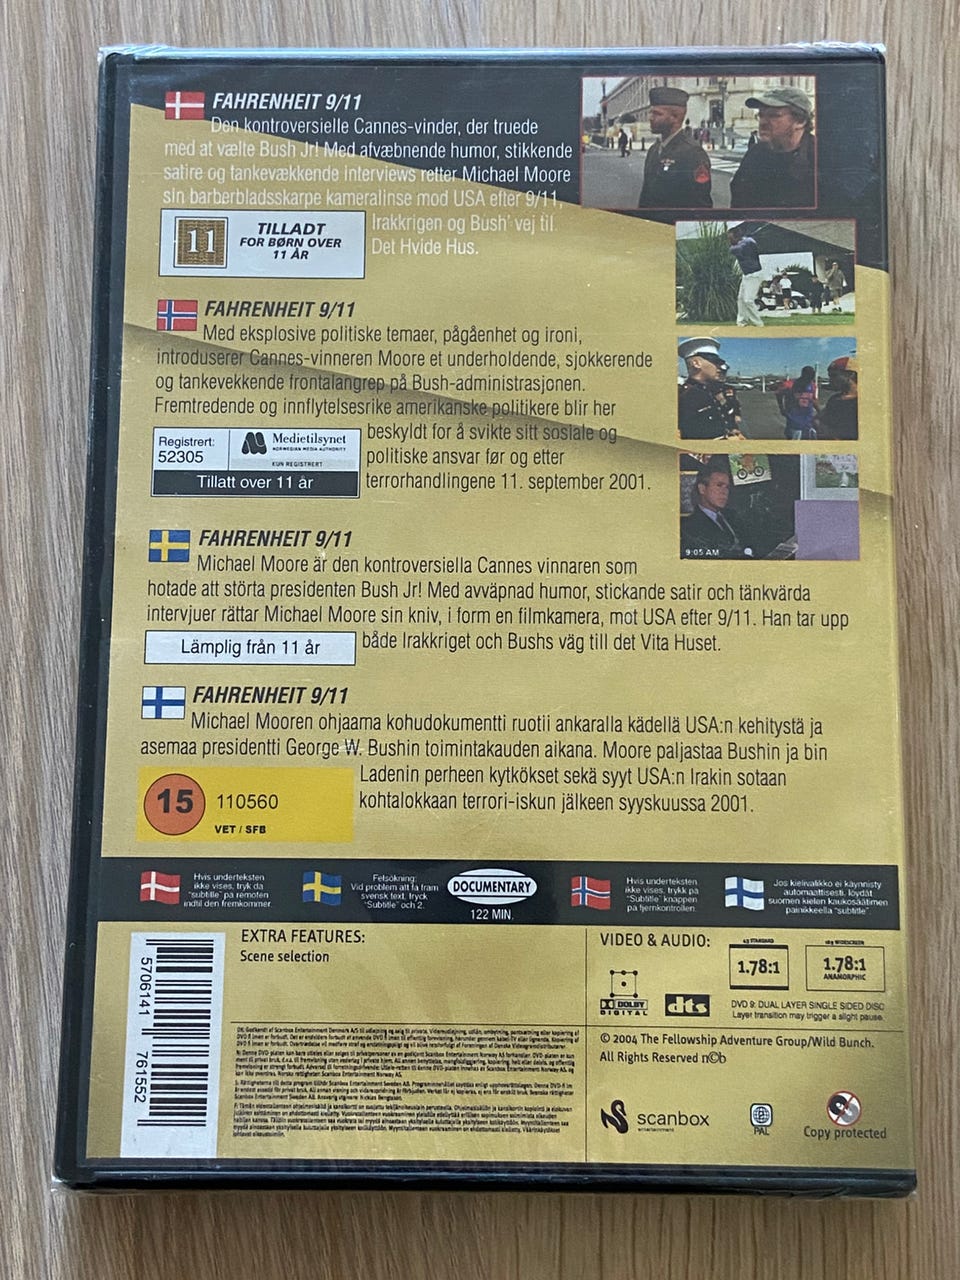 FAHRENHEIT 9/11
Den kontroversielle Cannes-vinder, der truede
med at vælte Bush Jr! Med afvæbnende humor, stikkende
satire og tankevækkende interviews retter Michael Moore
sin barberbladsskarpe kameralinse mod USA efter 9/11,
Irakkrigen og Bush' vej til
Det Hvide Hus.
11
TILLADT
FOR BØRN OVER
11 ÅR
FAHRENHEIT 9/11
Med eksplosive politiske temaer, pågåenhet og ironi,
introduserer Cannes-vinneren Moore et underholdende, sjokkerende
og tankevekkende frontalangrep på Bush-administrasjonen.
Fremtredende og innflytelsesrike amerikanske politikere blir her
beskyldt for å svikte sitt sosiale og
politiske ansvar før og etter
terrorhandlingene 11. september 2001.
Registrert:
52305
Medietilsynet
NORWEGIAN MEDIA AUTHORITY
KUN REGISTRERT
Tillatt over 11 år
9:05 AM
FAHRENHEIT 9/11
Michael Moore är den kontroversiella Cannes vinnaren som
hotade att störta presidenten Bush Jr! Med avväpnad humor, stickande satir och tänkvärda
intervjuer rättar Michael Moore sin kniv, i form en filmkamera, mot USA efter 9/11. Han tar upp
både Irakkriget och Bushs väg till det Vita Huset.
Lämplig från 11 år
FAHRENHEIT 9/11
Michael Mooren ohjaama kohudokumentti ruotii ankaralla kädellä USA:n kehitystä ja
asemaa presidentti George W. Bushin toimintakauden aikana. Moore paljastaa Bushin ja bin
Ladenin perheen kytkökset sekä syyt USA:n Irakin sotaan
kohtalokkaan terrori-iskun jälkeen syyskuussa 2001.
15
110560
VET / SFB
Hvis underteksten
ikke vises, tryk da
"subtitle" på remoten
indtil den fremkommer
Felsökning:
Vid problem att få fram
svensk text, tryck
"Subtitle" och 2.
DOCUMENTARY
122 MIN.
Hvis underteksten
ikke vises, trykk på
"Subtitle" knappen
på fjernkontrollen.
Jos kielivalikko ei käynnisty
automaattisesti, löydät
suomen kielen kaukosäätimen
painikkeella "subtitle".
5706141 761552
EXTRA FEATURES:
Scene selection
VIDEO & AUDIO:
DOLBY
DIGITAL
dts
4:3 STANDARD
1.78:1
16:9 WIDESCREEN
1.78:1
ANAMORPHIC
DVD 9: DUAL LAYER SINGLE SIDED DISC
Layer transition may trigger a slight pause.
© 2004 The Fellowship Adventure Group/Wild Bunch.
All Rights Reserved
scanbox
entertainment
PAL
Copy protected